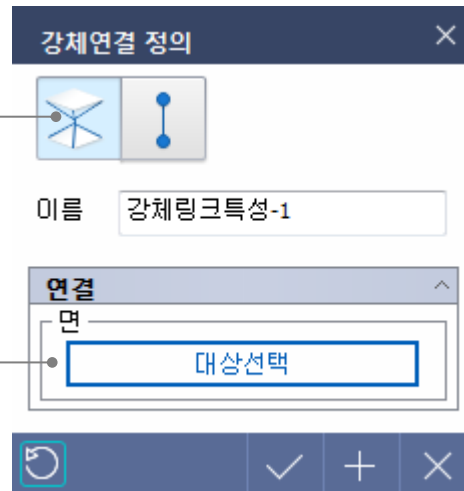 강체연결 정의
이름 강체링크특성-1
연결
면
대상선택